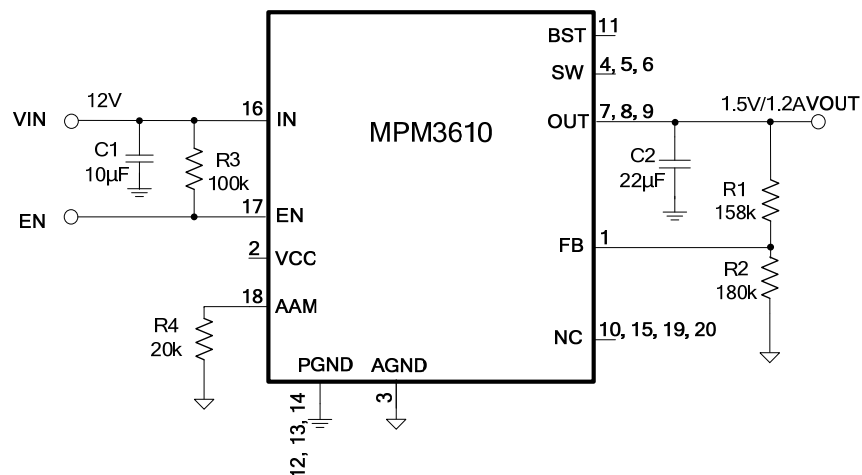 BST
11
SW
4, 5, 6
VIN
12V
16
IN
MPM3610
OUT
7, 8, 9
1.5V/1.2A
VOUT
C1
10µF
R3
100k
C2
22µF
R1
158k
EN
17
EN
2
VCC
FB
1
R2
180k
18
AAM
R4
20k
NC
10, 15, 19, 20
PGND
AGND
12, 13, 14
3